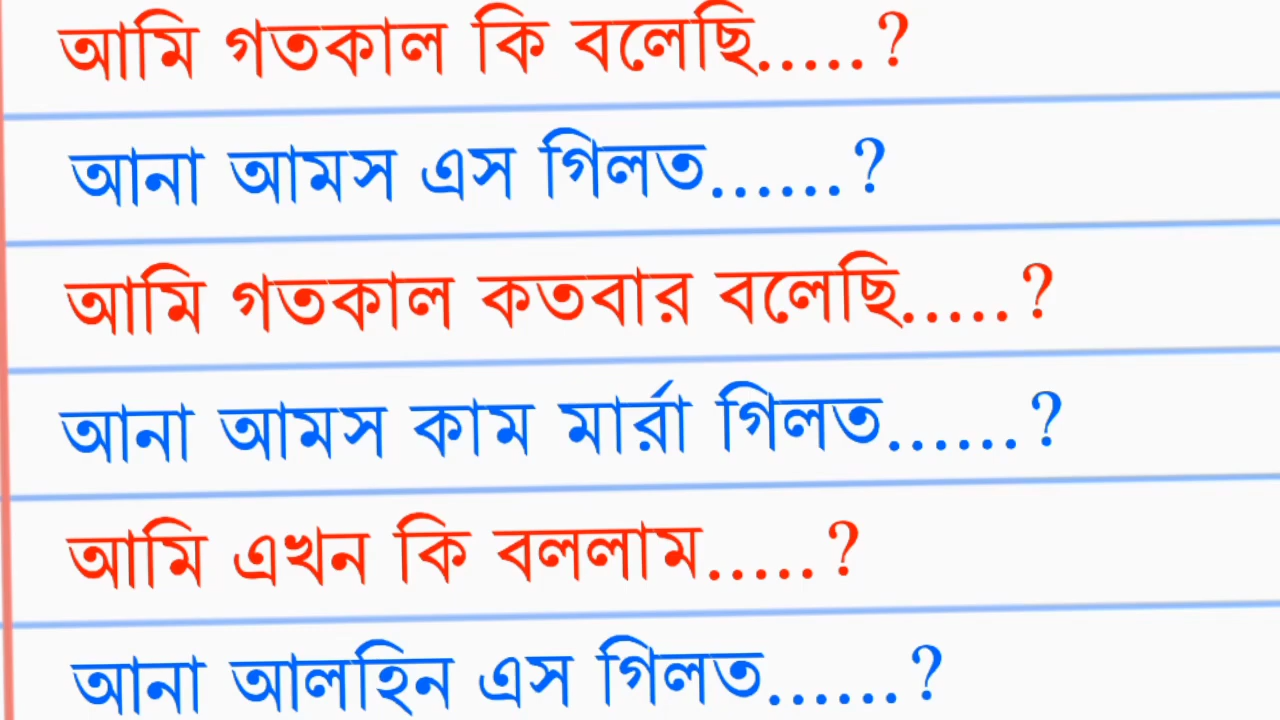 আমি গতকাল কি বলেছি.....?
আনা আমস এস গিলত......?
আমি গতকাল কতবার বলেছি.....?
আনা আমস কাম মার্রা গিলত......?
আমি এখন কি বললাম.....?
আনা আলহিন এস গিলত......?